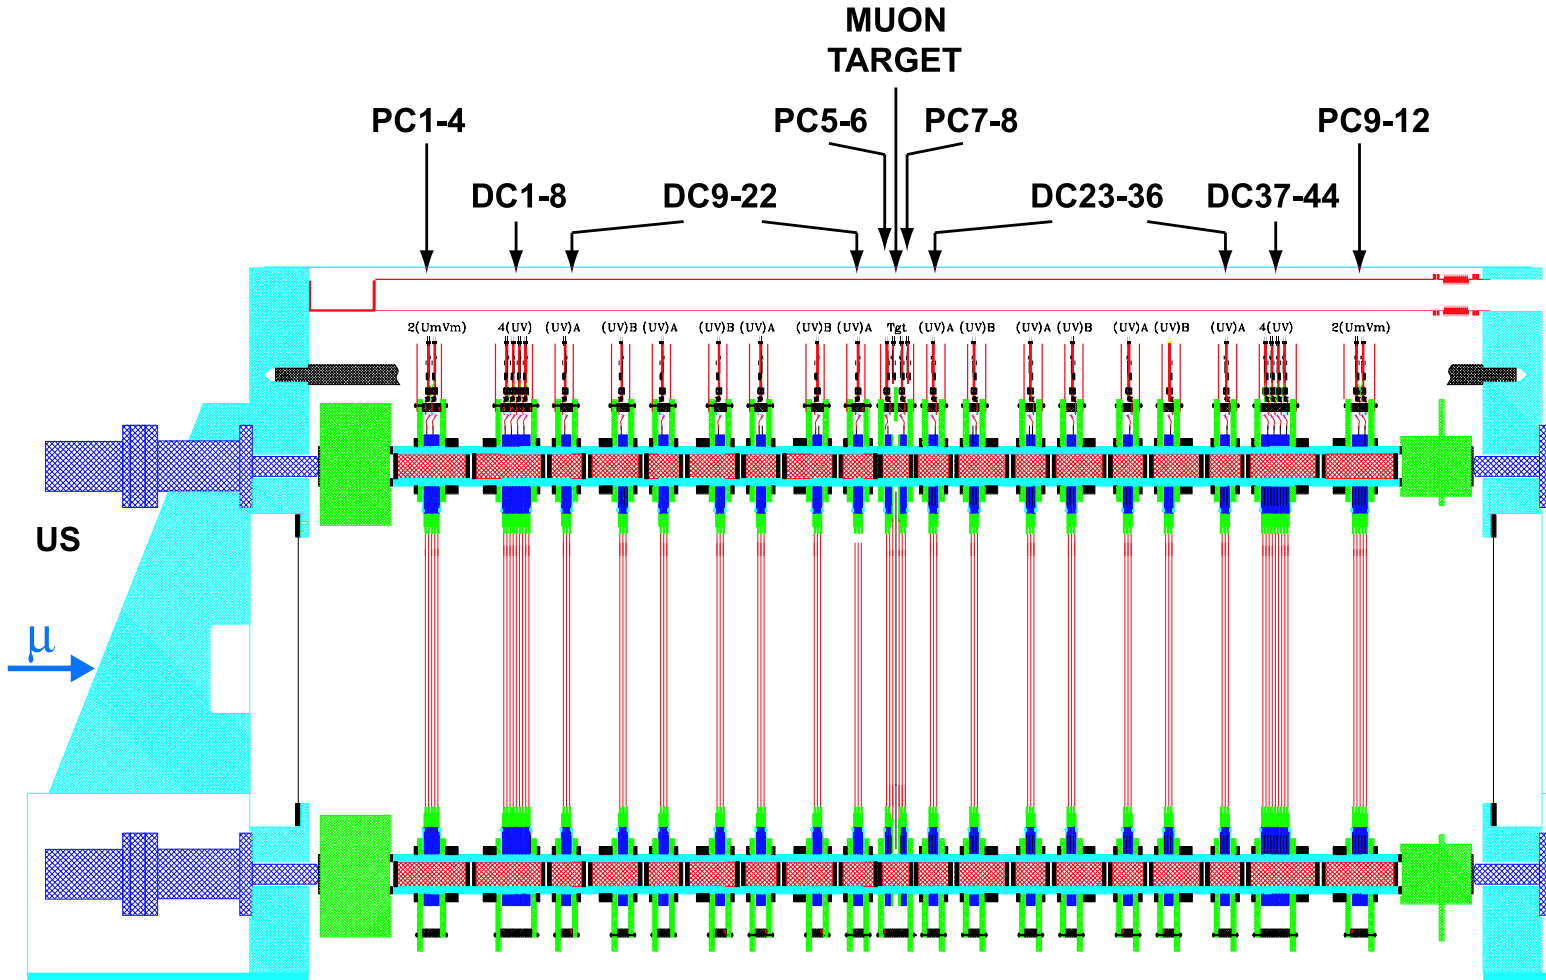 MUON
TARGET
PC1-4
PC5-6
PC7-8
PC9-12
DC1-8
DC9-22
DC23-36
DC37-44
2(UmVm) 4(UV) (UV)A (UV)B (UV)A (UV)B (UV)A (UV)B (UV)A Tgt (UV)A (UV)B (UV)A (UV)B (UV)A (UV)B (UV)A 4(UV) 2(UmVm)
US
μ